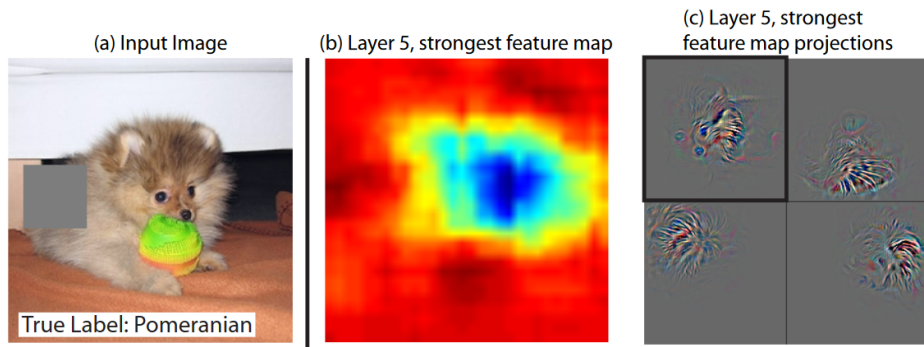 (a) Input Image
(b) Layer 5, strongest feature map
(c) Layer 5, strongest
feature map projections
True Label: Pomeranian